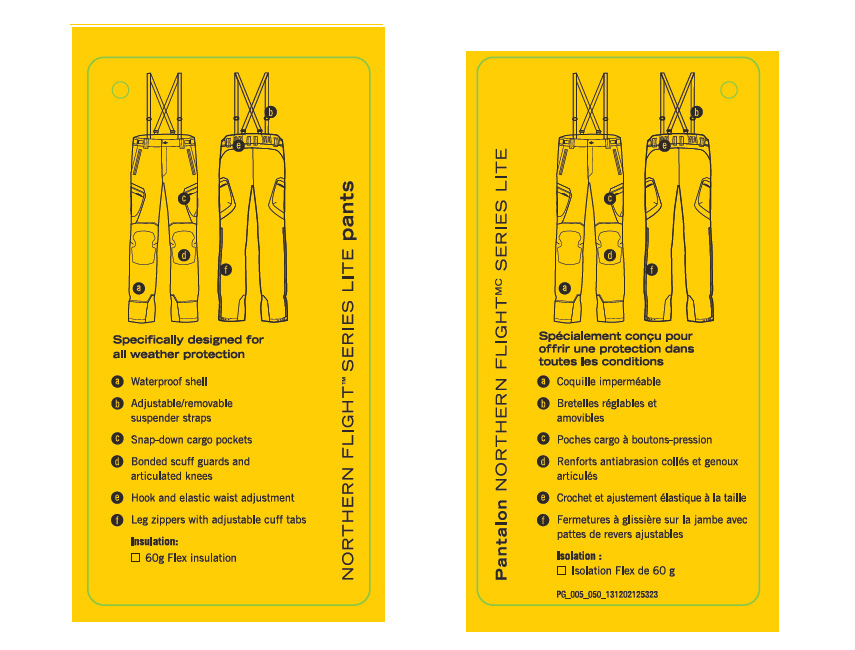 b
e
c
d
f
a
NORTHERN FLIGHT™ SERIES LITE pants
Specifically designed for
all weather protection
a Waterproof shell
b Adjustable/removable
suspender straps
c Snap-down cargo pockets
d Bonded scuff guards and
articulated knees
e Hook and elastic waist adjustment
f Leg zippers with adjustable cuff tabs
Insulation:
☐ 60g Flex insulation
b
e
c
d
f
a
Pantalon NORTHERN FLIGHTᴹᶜ SERIES LITE
Spécialement conçu pour
offrir une protection dans
toutes les conditions
a Coquille imperméable
b Bretelles réglables et
amovibles
c Poches cargo à boutons-pression
d Renforts antiabrasion collés et genoux
articulés
e Crochet et ajustement élastique à la taille
f Fermetures à glissière sur la jambe avec
pattes de revers ajustables
Isolation :
☐ Isolation Flex de 60 g
PG_005_050_131202125323